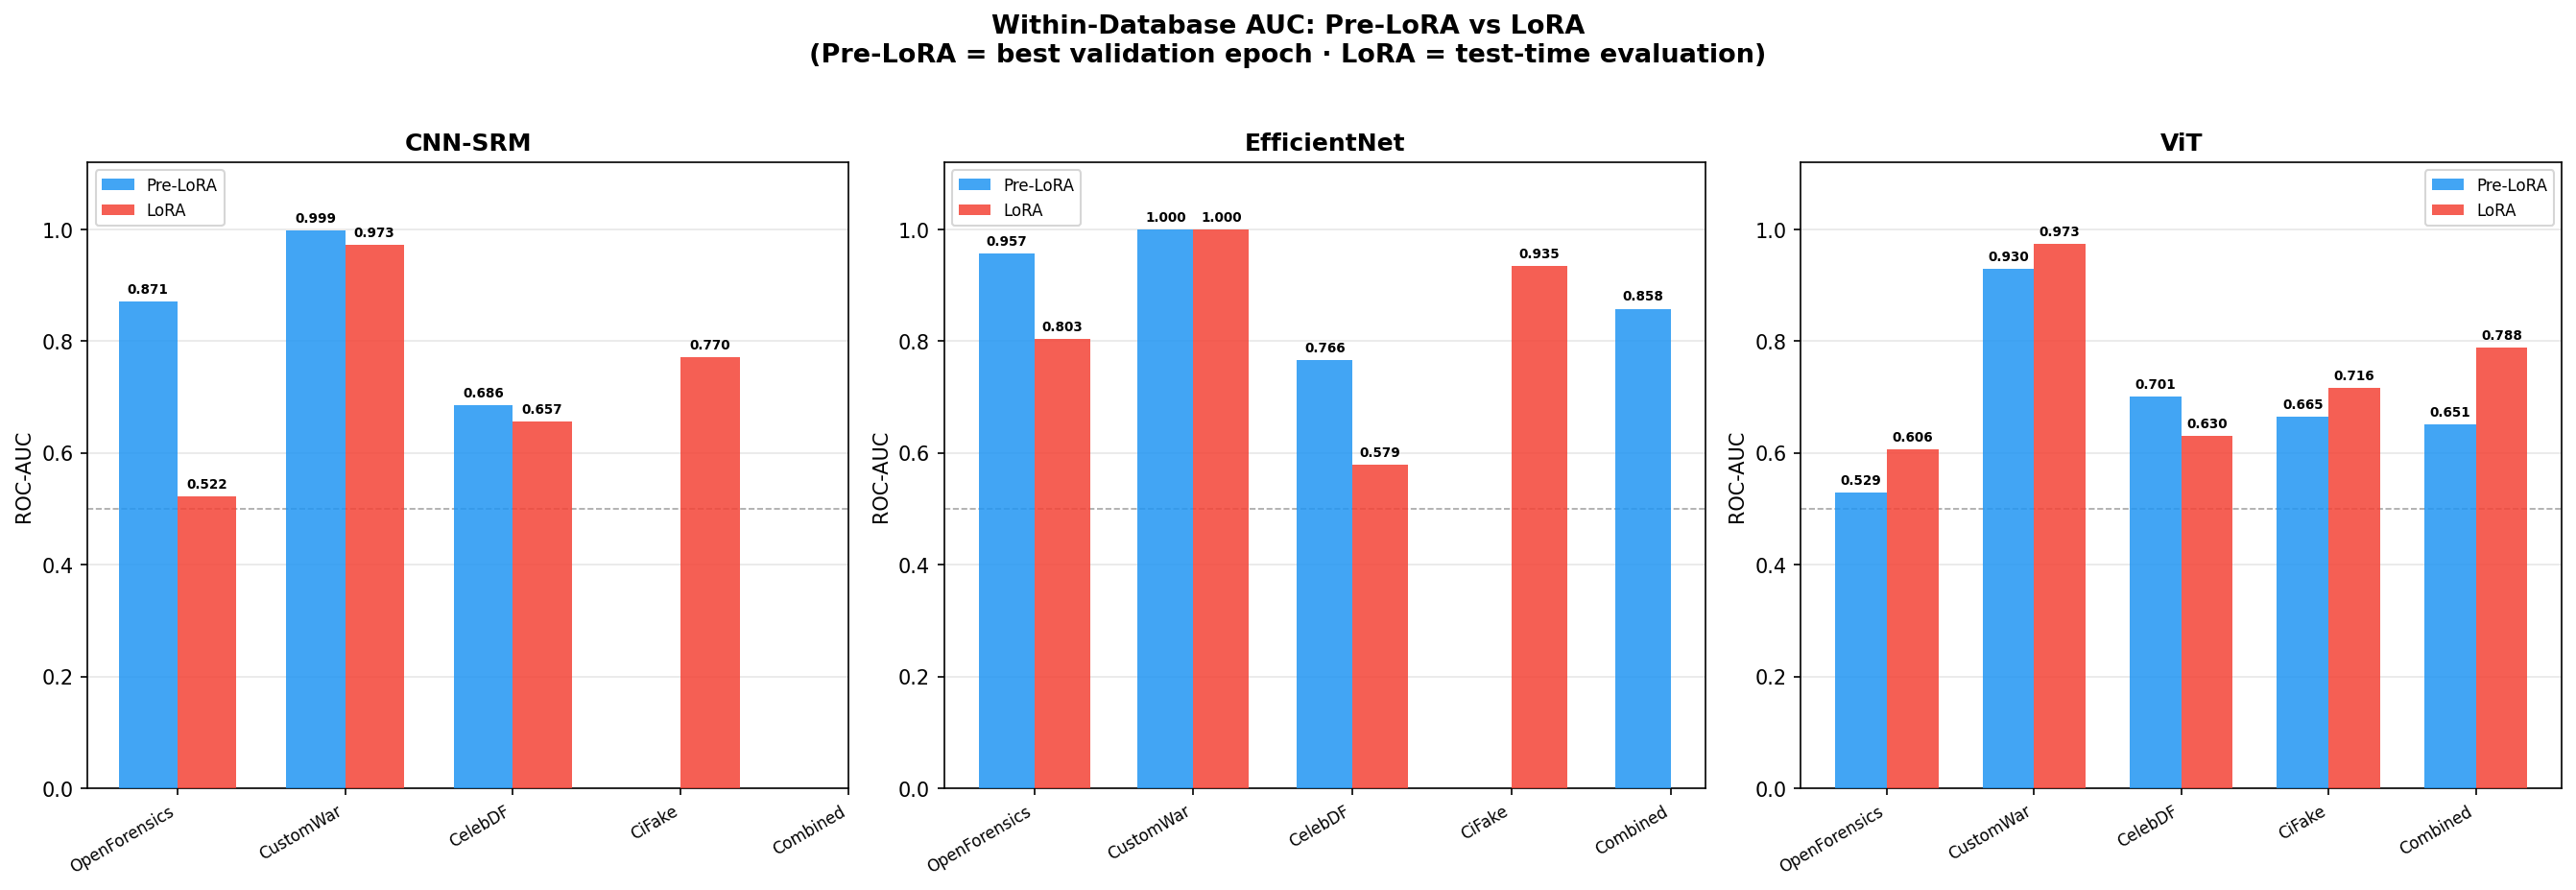 Within-Database AUC: Pre-LoRA vs LoRA
(Pre-LoRA = best validation epoch · LoRA = test-time evaluation)
CNN-SRM
Pre-LoRA
LoRA
ROC-AUC
1.0
0.8
0.6
0.4
0.2
0.0
0.871
0.522
0.999
0.973
0.686
0.657
0.770
OpenForensics
CustomWar
CelebDF
CiFake
Combined
EfficientNet
Pre-LoRA
LoRA
ROC-AUC
1.0
0.8
0.6
0.4
0.2
0.0
0.957
0.803
1.000
1.000
0.766
0.579
0.935
0.858
OpenForensics
CustomWar
CelebDF
CiFake
Combined
ViT
Pre-LoRA
LoRA
ROC-AUC
1.0
0.8
0.6
0.4
0.2
0.0
0.529
0.606
0.930
0.973
0.701
0.630
0.665
0.716
0.651
0.788
OpenForensics
CustomWar
CelebDF
CiFake
Combined